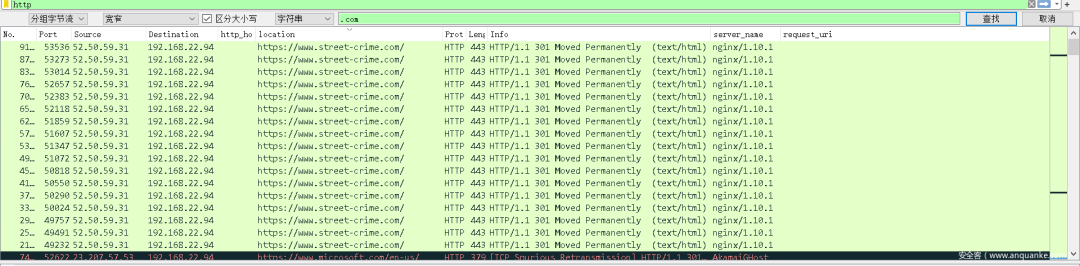 http
分组字节流 宽窄 区分大小写 字符串 .com 查找 取消
No. Port Source Destination http_ho location Prot Leng Info server_name request_uri
91… 53536 52.50.59.31 192.168.22.94 https://www.street-crime.com/ HTTP 443 HTTP/1.1 301 Moved Permanently (text/html) nginx/1.10.1
87… 53273 52.50.59.31 192.168.22.94 https://www.street-crime.com/ HTTP 443 HTTP/1.1 301 Moved Permanently (text/html) nginx/1.10.1
83… 53014 52.50.59.31 192.168.22.94 https://www.street-crime.com/ HTTP 443 HTTP/1.1 301 Moved Permanently (text/html) nginx/1.10.1
76… 52657 52.50.59.31 192.168.22.94 https://www.street-crime.com/ HTTP 443 HTTP/1.1 301 Moved Permanently (text/html) nginx/1.10.1
70… 52383 52.50.59.31 192.168.22.94 https://www.street-crime.com/ HTTP 443 HTTP/1.1 301 Moved Permanently (text/html) nginx/1.10.1
65… 52118 52.50.59.31 192.168.22.94 https://www.street-crime.com/ HTTP 443 HTTP/1.1 301 Moved Permanently (text/html) nginx/1.10.1
62… 51859 52.50.59.31 192.168.22.94 https://www.street-crime.com/ HTTP 443 HTTP/1.1 301 Moved Permanently (text/html) nginx/1.10.1
57… 51607 52.50.59.31 192.168.22.94 https://www.street-crime.com/ HTTP 443 HTTP/1.1 301 Moved Permanently (text/html) nginx/1.10.1
53… 51347 52.50.59.31 192.168.22.94 https://www.street-crime.com/ HTTP 443 HTTP/1.1 301 Moved Permanently (text/html) nginx/1.10.1
49… 51072 52.50.59.31 192.168.22.94 https://www.street-crime.com/ HTTP 443 HTTP/1.1 301 Moved Permanently (text/html) nginx/1.10.1
45… 50818 52.50.59.31 192.168.22.94 https://www.street-crime.com/ HTTP 443 HTTP/1.1 301 Moved Permanently (text/html) nginx/1.10.1
41… 50550 52.50.59.31 192.168.22.94 https://www.street-crime.com/ HTTP 443 HTTP/1.1 301 Moved Permanently (text/html) nginx/1.10.1
37… 50290 52.50.59.31 192.168.22.94 https://www.street-crime.com/ HTTP 443 HTTP/1.1 301 Moved Permanently (text/html) nginx/1.10.1
33… 50024 52.50.59.31 192.168.22.94 https://www.street-crime.com/ HTTP 443 HTTP/1.1 301 Moved Permanently (text/html) nginx/1.10.1
29… 49757 52.50.59.31 192.168.22.94 https://www.street-crime.com/ HTTP 443 HTTP/1.1 301 Moved Permanently (text/html) nginx/1.10.1
25… 49491 52.50.59.31 192.168.22.94 https://www.street-crime.com/ HTTP 443 HTTP/1.1 301 Moved Permanently (text/html) nginx/1.10.1
21… 49232 52.50.59.31 192.168.22.94 https://www.street-crime.com/ HTTP 443 HTTP/1.1 301 Moved Permanently (text/html) nginx/1.10.1
74… 52622 23.207.57.53 192.168.22.94 https://www.microsoft.com/en-us/ HTTP 379 [TCP Spurious Retransmission] HTTP/1.1 301… AkamaiGHost
安全客 ( www.anquanke.com )